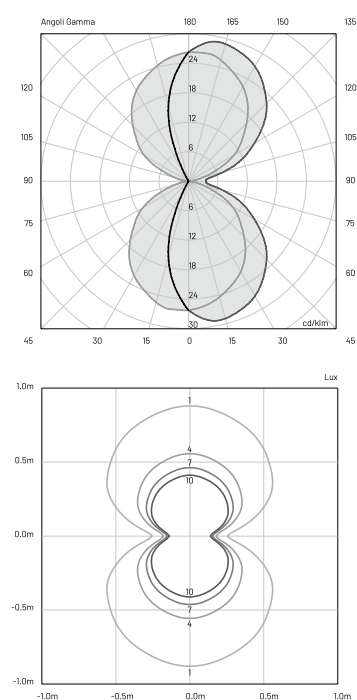 Angoli Gamma 180 165 150 135
24
120 120
18
105 12 105
6
90 90
6
75 12 75
18
60 60
24
30 cd/klm
45 30 15 0 15 30 45
Lux
1.0m
1
4
0.5m
7
10
0.0m
10
-0.5m 7
4
1
-1.0m
-1.0m -0.5m 0.0m 0.5m 1.0m